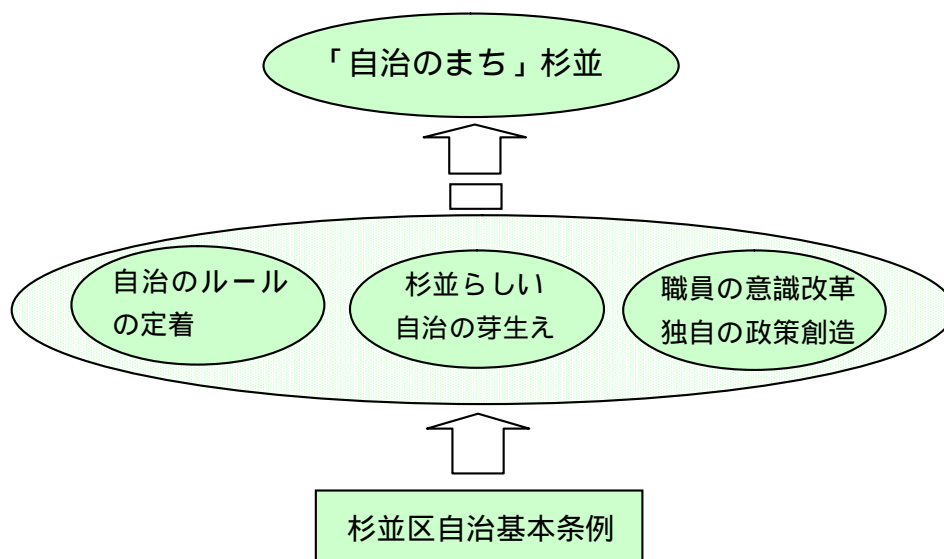 「自治のまち」杉並
自治のルール
の定着
杉並らしい
自治の芽生え
職員の意識改革
独自の政策創造
杉並区自治基本条例